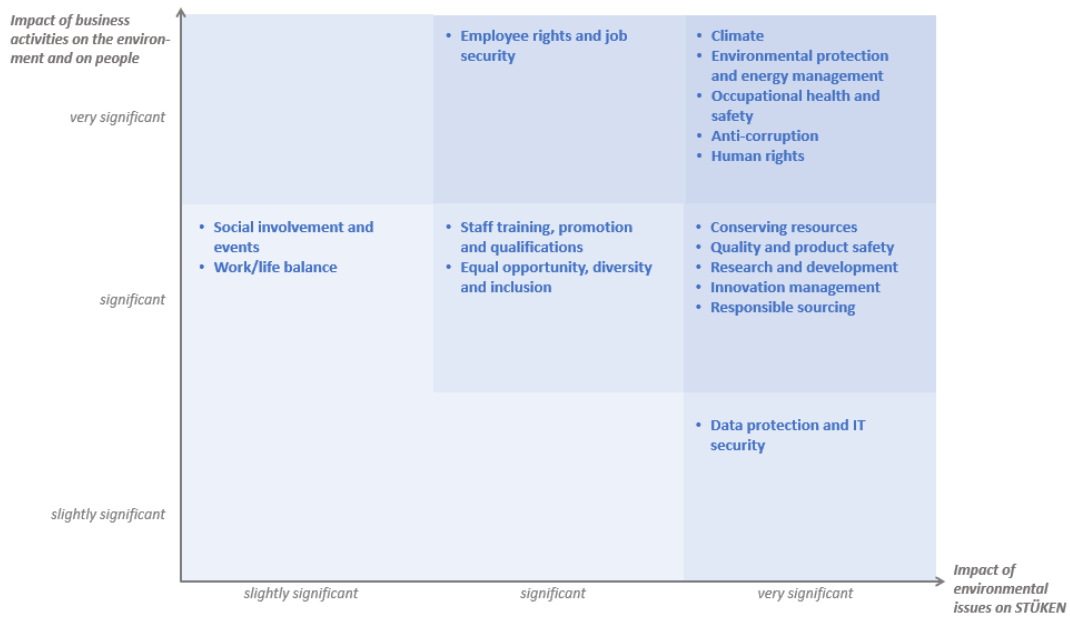 Impact of business
activities on the environ-
ment and on people
very significant
• Employee rights and job
security
• Climate
• Environmental protection
and energy management
• Occupational health and
safety
• Anti-corruption
• Human rights
significant
• Social involvement and
events
• Work/life balance
• Staff training, promotion
and qualifications
• Equal opportunity, diversity
and inclusion
• Conserving resources
• Quality and product safety
• Research and development
• Innovation management
• Responsible sourcing
slightly significant
• Data protection and IT
security
slightly significant
significant
very significant
Impact of
environmental
issues on STÜKEN